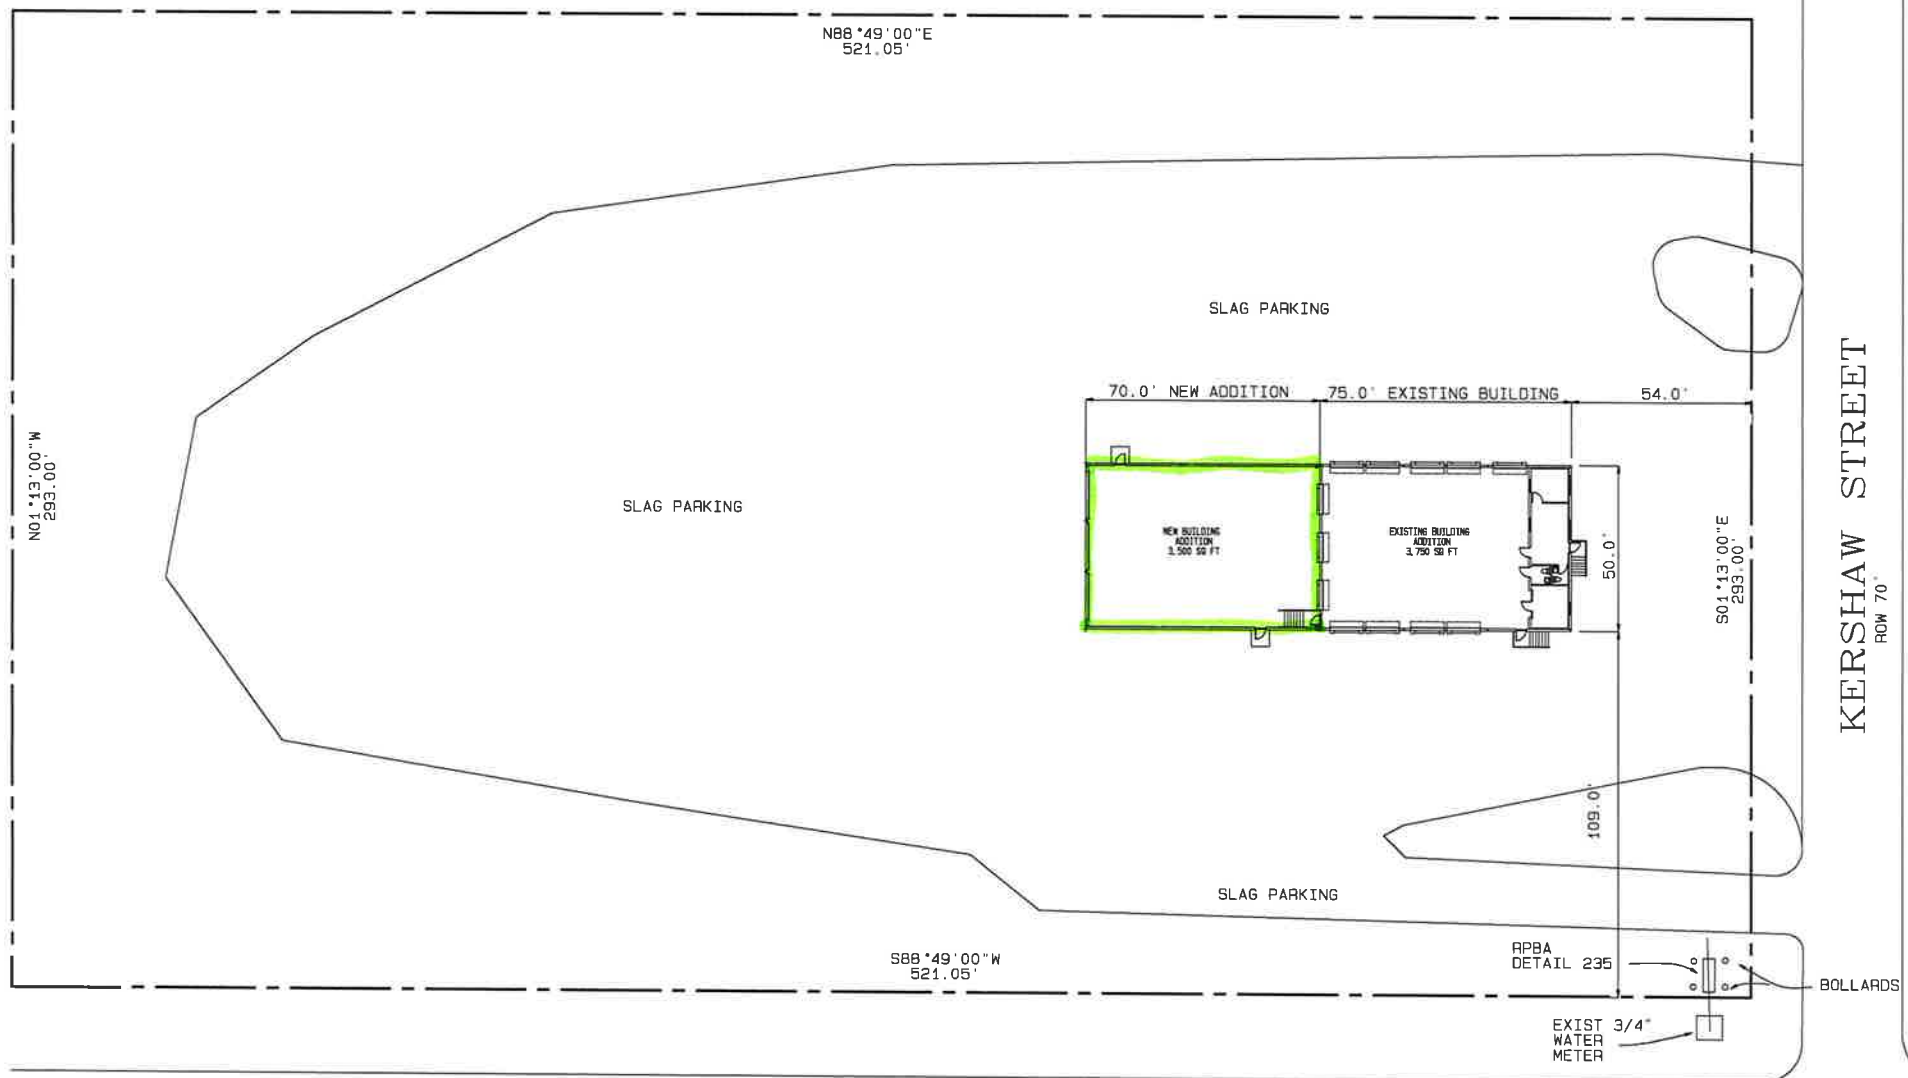 N88°49'00"E
521.05'
SLAG PARKING
70.0' NEW ADDITION
75.0' EXISTING BUILDING
54.0'
N01°13'00"W
293.00'
SLAG PARKING
NEW BUILDING
ADDITION
3,500 SQ FT
EXISTING BUILDING
ADDITION
3,750 SQ FT
50.0'
S01°13'00"E
293.00'
KERSHAW STREET
ROW 70'
109.0'
SLAG PARKING
S88°49'00"W
521.05'
RPBA
DETAIL 235
BOLLARDS
EXIST 3/4"
WATER
METER